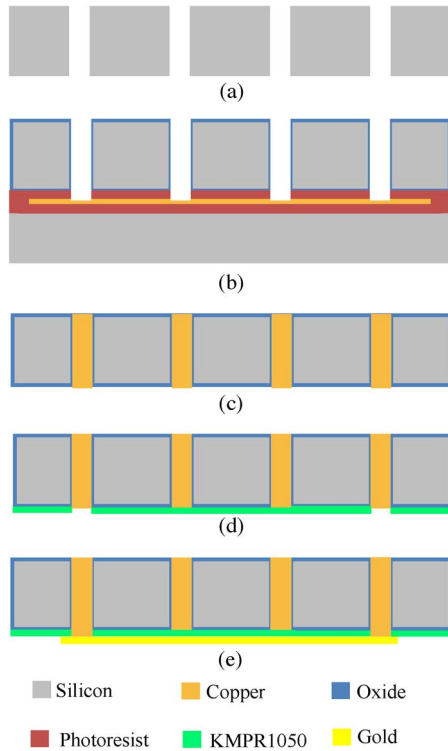 (a)
(b)
(c)
(d)
(e)
Silicon Copper Oxide
Photoresist KMPR1050 Gold